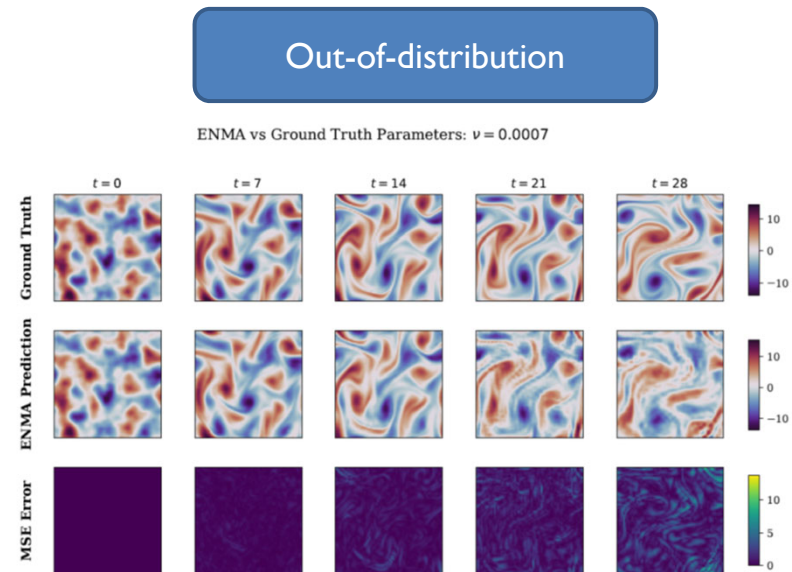 Out-of-distribution
ENMA vs Ground Truth Parameters: ν = 0.0007
t = 0 t = 7 t = 14 t = 21 t = 28
Ground Truth
10
0
−10
ENMA Prediction
10
0
−10
MSE Error
10
5
0